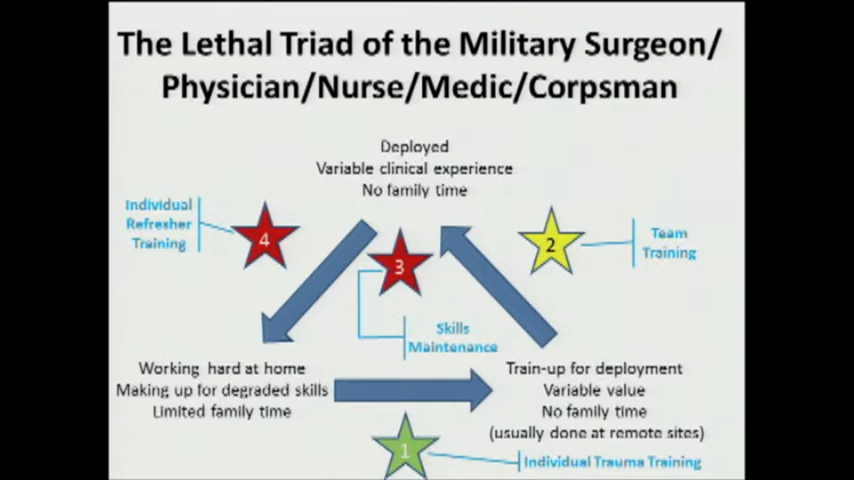 The Lethal Triad of the Military Surgeon/
Physician/Nurse/Medic/Corpsman
Deployed
Variable clinical experience
No family time
Individual
Refresher
Training
4
3
2
Team
Training
Skills
Maintenance
Working hard at home
Making up for degraded skills
Limited family time
Train-up for deployment
Variable value
No family time
(usually done at remote sites)
1
Individual Trauma Training